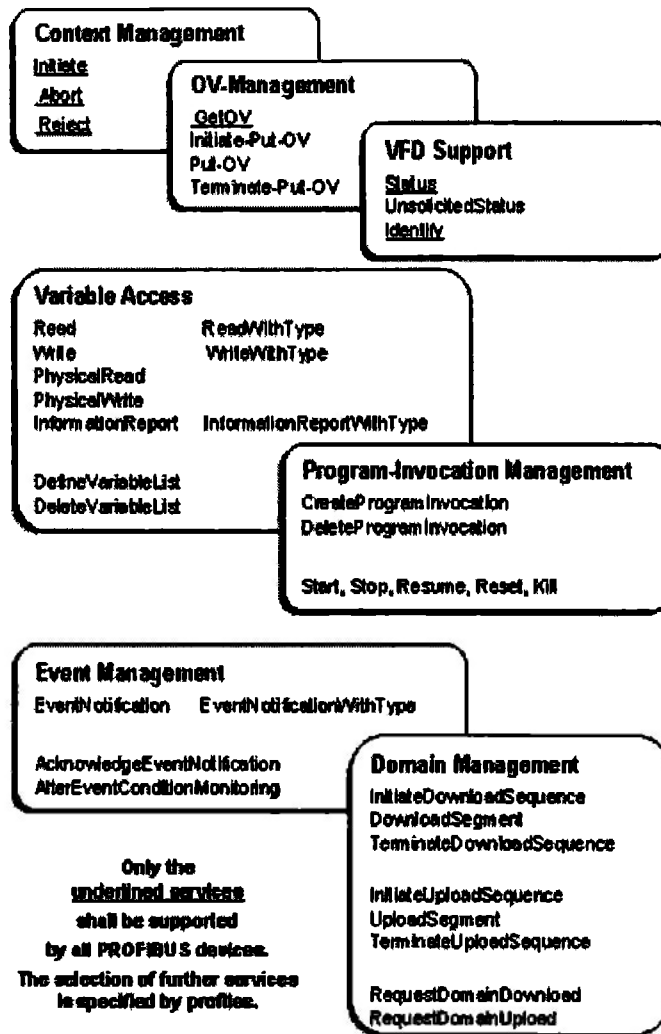 Context Management
Initiate
Abort
Reject
OV-Management
GetOV
Initiate-Put-OV
Put-OV
Terminate-Put-OV
VFD Support
Status
UnsolicitedStatus
Identify
Variable Access
Read ReadWithType
Write WriteWithType
PhysicalRead
PhysicalWrite
InformationReport InformationReportWithType
DefineVariableList
DeleteVariableList
Program-Invocation Management
CreateProgramInvocation
DeleteProgramInvocation
Start, Stop, Resume, Reset, Kill
Event Management
EventNotification EventNotificationWithType
AcknowledgeEventNotification
AlterEventConditionMonitoring
Domain Management
InitiateDownloadSequence
DownloadSegment
TerminateDownloadSequence
InitiateUploadSequence
UploadSegment
TerminateUploadSequence
RequestDomainDownload
RequestDomainUpload
Only the
underlined services
shall be supported
by all PROFIBUS devices.
The selection of further services
is specified by profiles.